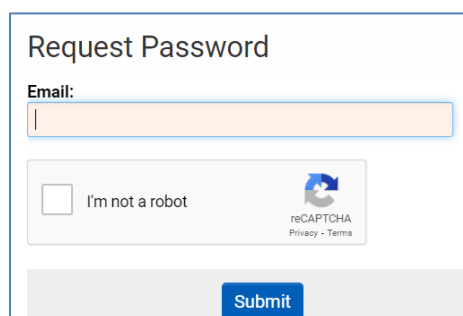 Request Password
Email:
I'm not a robot
reCAPTCHA
Privacy - Terms
Submit